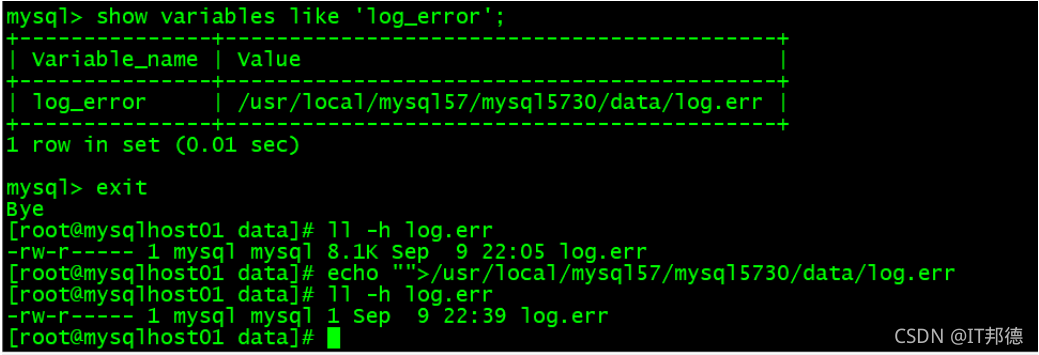 mysql> show variables like 'log_error';
+---------------+----------------------------------------+
| Variable_name | Value                                  |
+---------------+----------------------------------------+
| log_error     | /usr/local/mysql57/mysql5730/data/log.err |
+---------------+----------------------------------------+
1 row in set (0.01 sec)
mysql> exit
Bye
[root@mysqlhost01 data]# ll -h log.err
-rw-r----- 1 mysql mysql 8.1K Sep  9 22:05 log.err
[root@mysqlhost01 data]# echo "">/usr/local/mysql57/mysql5730/data/log.err
[root@mysqlhost01 data]# ll -h log.err
-rw-r----- 1 mysql mysql 1 Sep  9 22:39 log.err
[root@mysqlhost01 data]#
CSDN @IT邦德